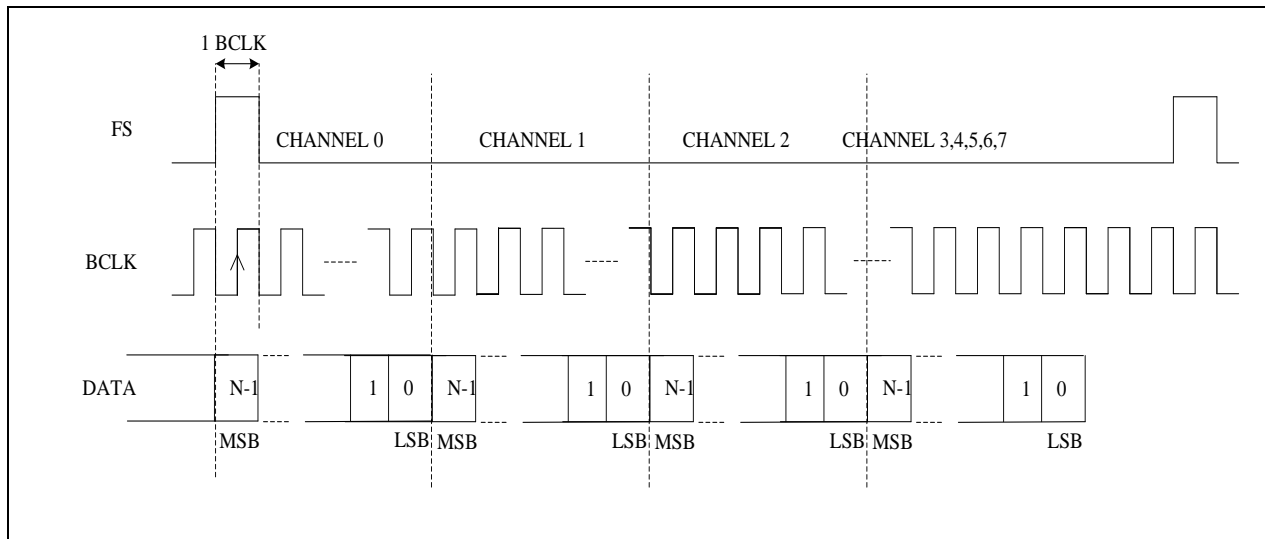 1 BCLK
FS
CHANNEL 0
CHANNEL 1
CHANNEL 2
CHANNEL 3,4,5,6,7
BCLK
DATA
N-1
1
0
N-1
1
0
N-1
1
0
N-1
1
0
MSB
LSB
MSB
LSB
MSB
LSB
MSB
LSB